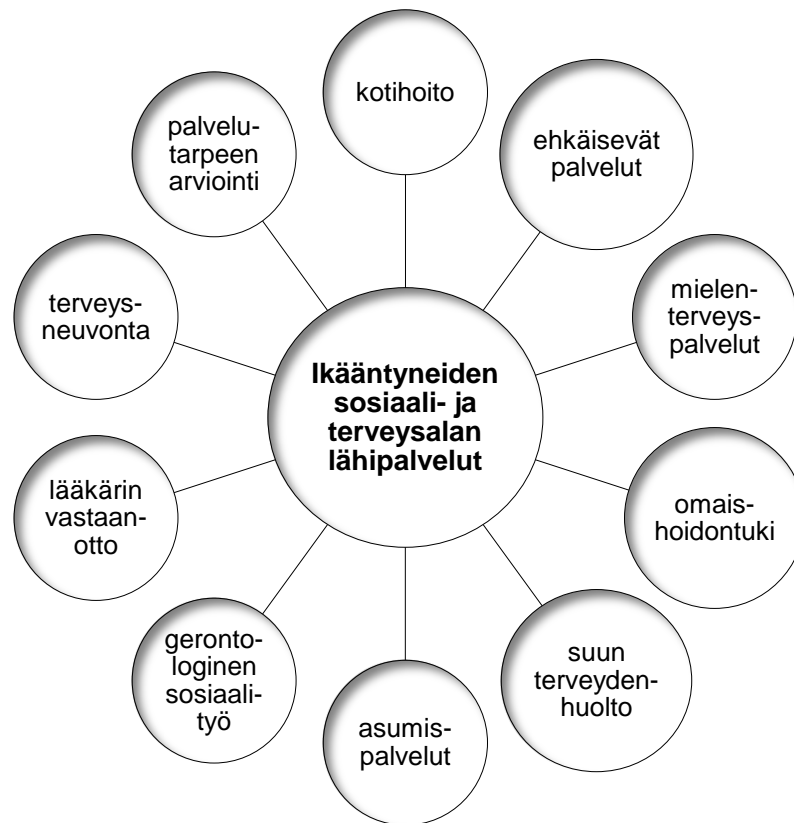 kotihoito
ehkäisevät
palvelut
mielen-
terveys-
palvelut
omais-
hoidontuki
suun
terveyden-
huolto
asumis-
palvelut
geronto-
loginen
sosiaali-
työ
lääkärin
vastaan-
otto
terveys-
neuvonta
palvelu-
tarpeen
arviointi
Ikääntyneiden
sosiaali- ja
terveysalan
lähipalvelut